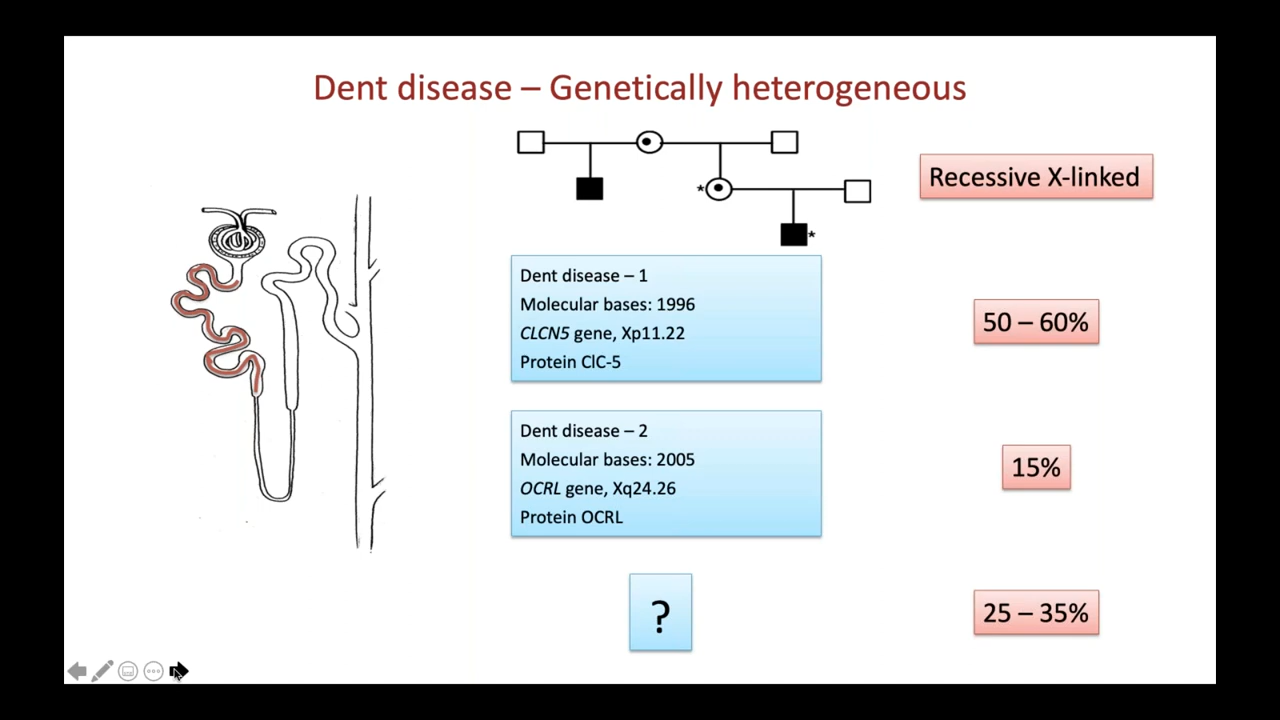 Dent disease – Genetically heterogeneous
*
*
Recessive X-linked
Dent disease – 1
Molecular bases: 1996
CLCN5 gene, Xp11.22
Protein ClC-5
50 – 60%
Dent disease – 2
Molecular bases: 2005
OCRL gene, Xq24.26
Protein OCRL
15%
?
25 – 35%